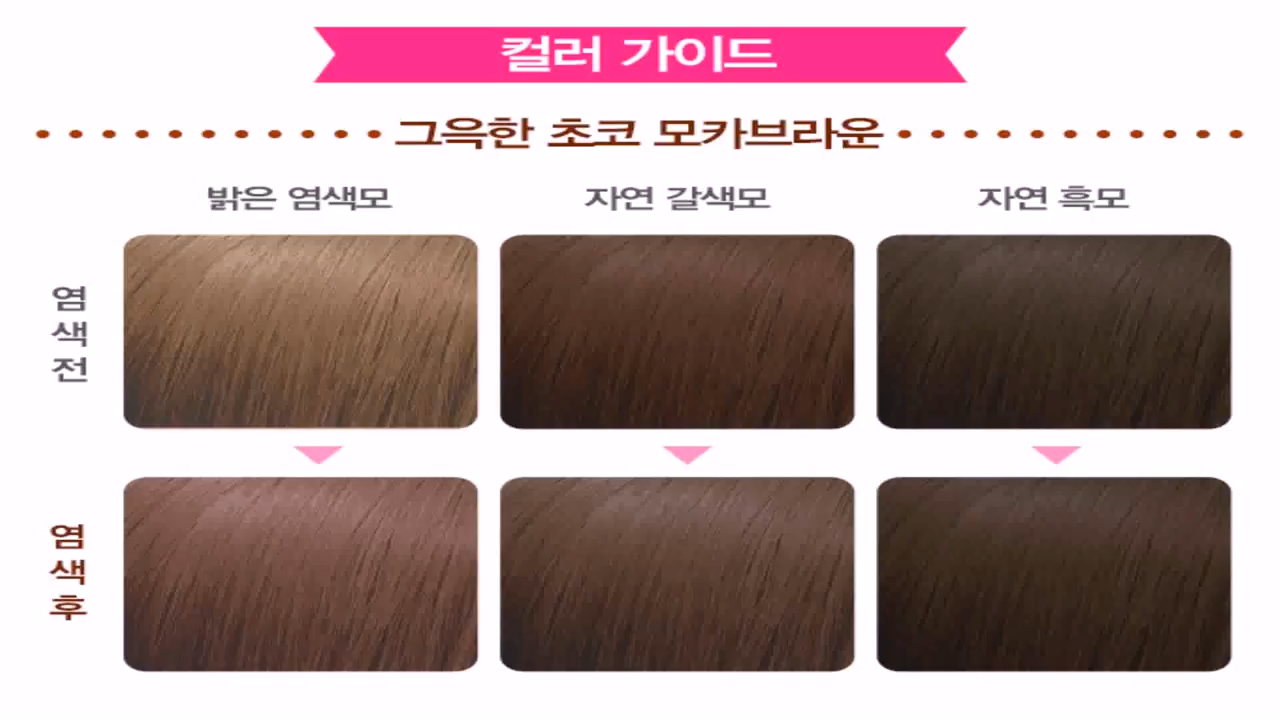 컬러 가이드
그윽한 초코 모카브라운
밝은 염색모
자연 갈색모
자연 흑모
염색전
염색후